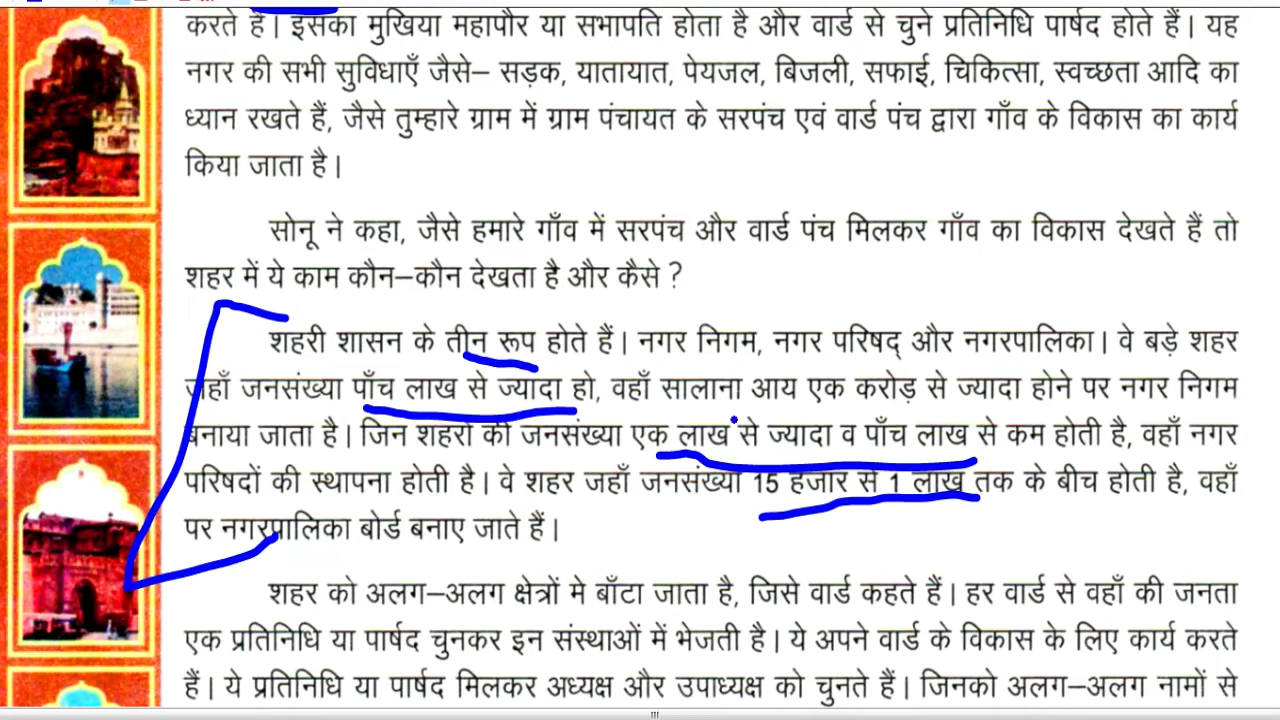 करते हैं। इसका मुखिया महापौर या सभापति होता है और वार्ड से चुने प्रतिनिधि पार्षद होते हैं। यह
नगर की सभी सुविधाएँ जैसे– सड़क, यातायात, पेयजल, बिजली, सफाई, चिकित्सा, स्वच्छता आदि का
ध्यान रखते हैं, जैसे तुम्हारे ग्राम में ग्राम पंचायत के सरपंच एवं वार्ड पंच द्वारा गाँव के विकास का कार्य
किया जाता है।
सोनू ने कहा, जैसे हमारे गाँव में सरपंच और वार्ड पंच मिलकर गाँव का विकास देखते हैं तो
शहर में ये काम कौन–कौन देखता है और कैसे ?
शहरी शासन के तीन रूप होते हैं। नगर निगम, नगर परिषद् और नगरपालिका। वे बड़े शहर
जहाँ जनसंख्या पाँच लाख से ज्यादा हो, वहाँ सालाना आय एक करोड़ से ज्यादा होने पर नगर निगम
बनाया जाता है। जिन शहरों की जनसंख्या एक लाख से ज्यादा व पाँच लाख से कम होती है, वहाँ नगर
परिषदों की स्थापना होती है। वे शहर जहाँ जनसंख्या 15 हजार से 1 लाख तक के बीच होती है, वहाँ
पर नगरपालिका बोर्ड बनाए जाते हैं।
शहर को अलग–अलग क्षेत्रों मे बाँटा जाता है, जिसे वार्ड कहते हैं। हर वार्ड से वहाँ की जनता
एक प्रतिनिधि या पार्षद चुनकर इन संस्थाओं में भेजती है। ये अपने वार्ड के विकास के लिए कार्य करते
हैं। ये प्रतिनिधि या पार्षद मिलकर अध्यक्ष और उपाध्यक्ष को चुनते हैं। जिनको अलग–अलग नामों से